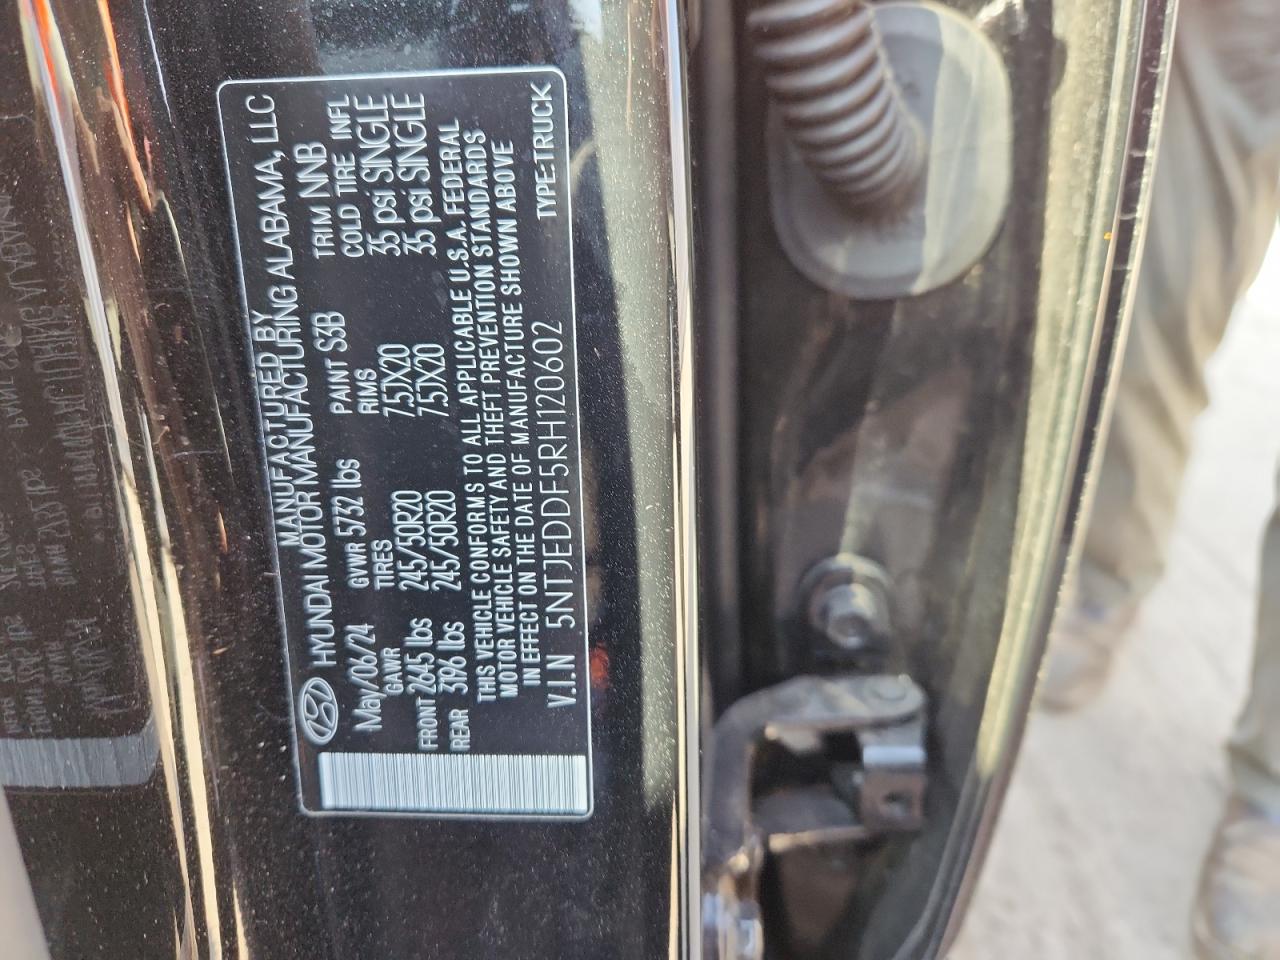 MANUFACTURED BY
HYUNDAI MOTOR MANUFACTURING ALABAMA, LLC
May/06/24 GVWR 5732 lbs PAINT S3B TRIM NNB
GAWR TIRES RIMS COLD TIRE INFL
FRONT 2645 lbs 245/50R20 7.5JX20 35 psi SINGLE
REAR 3196 lbs 245/50R20 7.5JX20 35 psi SINGLE
THIS VEHICLE CONFORMS TO ALL APPLICABLE U.S.A. FEDERAL
MOTOR VEHICLE SAFETY AND THEFT PREVENTION STANDARDS
IN EFFECT ON THE DATE OF MANUFACTURE SHOWN ABOVE
V.I.N 5NTJEDDF5RH120602 TYPE:TRUCK